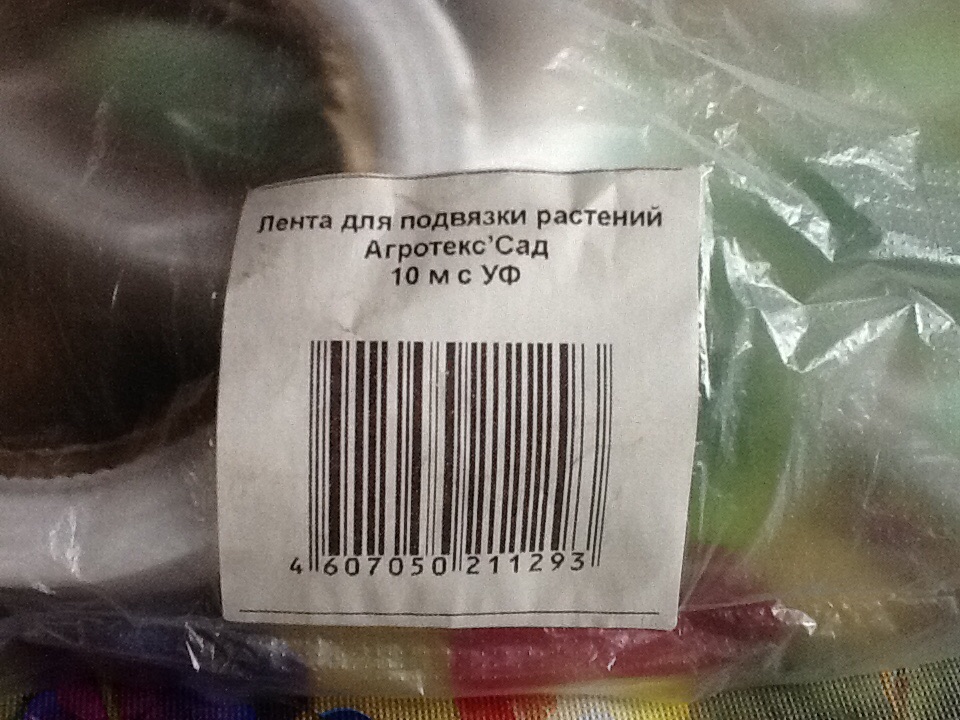 Лента для подвязки растений
Агротекс'Сад
10 м с УФ
4 607050 211293